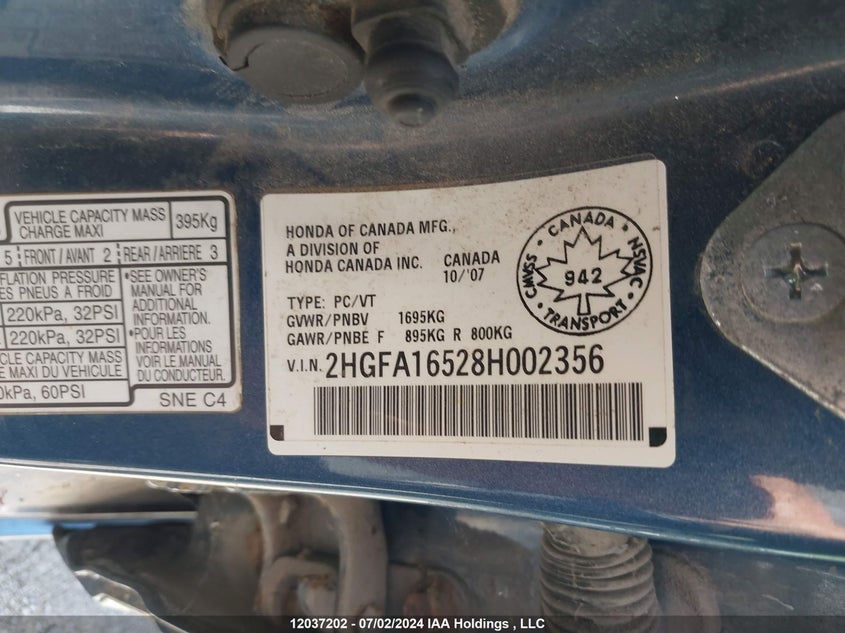 VEHICLE CAPACITY MASS
CHARGE MAXI
395Kg
5 FRONT/AVANT 2 REAR/ARRIERE 3
PRESSURE
PNEUS A FROID
220kPa, 32PSI
220kPa, 32PSI
CAPACITY MASS
MAXI DU VEHICULE
60PSI
•SEE OWNER'S
MANUAL FOR
ADDITIONAL
INFORMATION.
•POUR LES
INFORMATIONS
VOIR LE MANUAL
DU CONDUCTEUR
SNE C4
HONDA OF CANADA MFG.,
A DIVISION OF
HONDA CANADA INC. CANADA
10/'07
TYPE: PC/VT
GVWR/PNBV 1695KG
GAWR/PNBE F 895KG R 800KG
V.I.N. 2HGFA16528H002356
CANADA
CMVSS NSVAC
942
TRANSPORT
12037202 - 07/02/2024 IAA Holdings , LLC